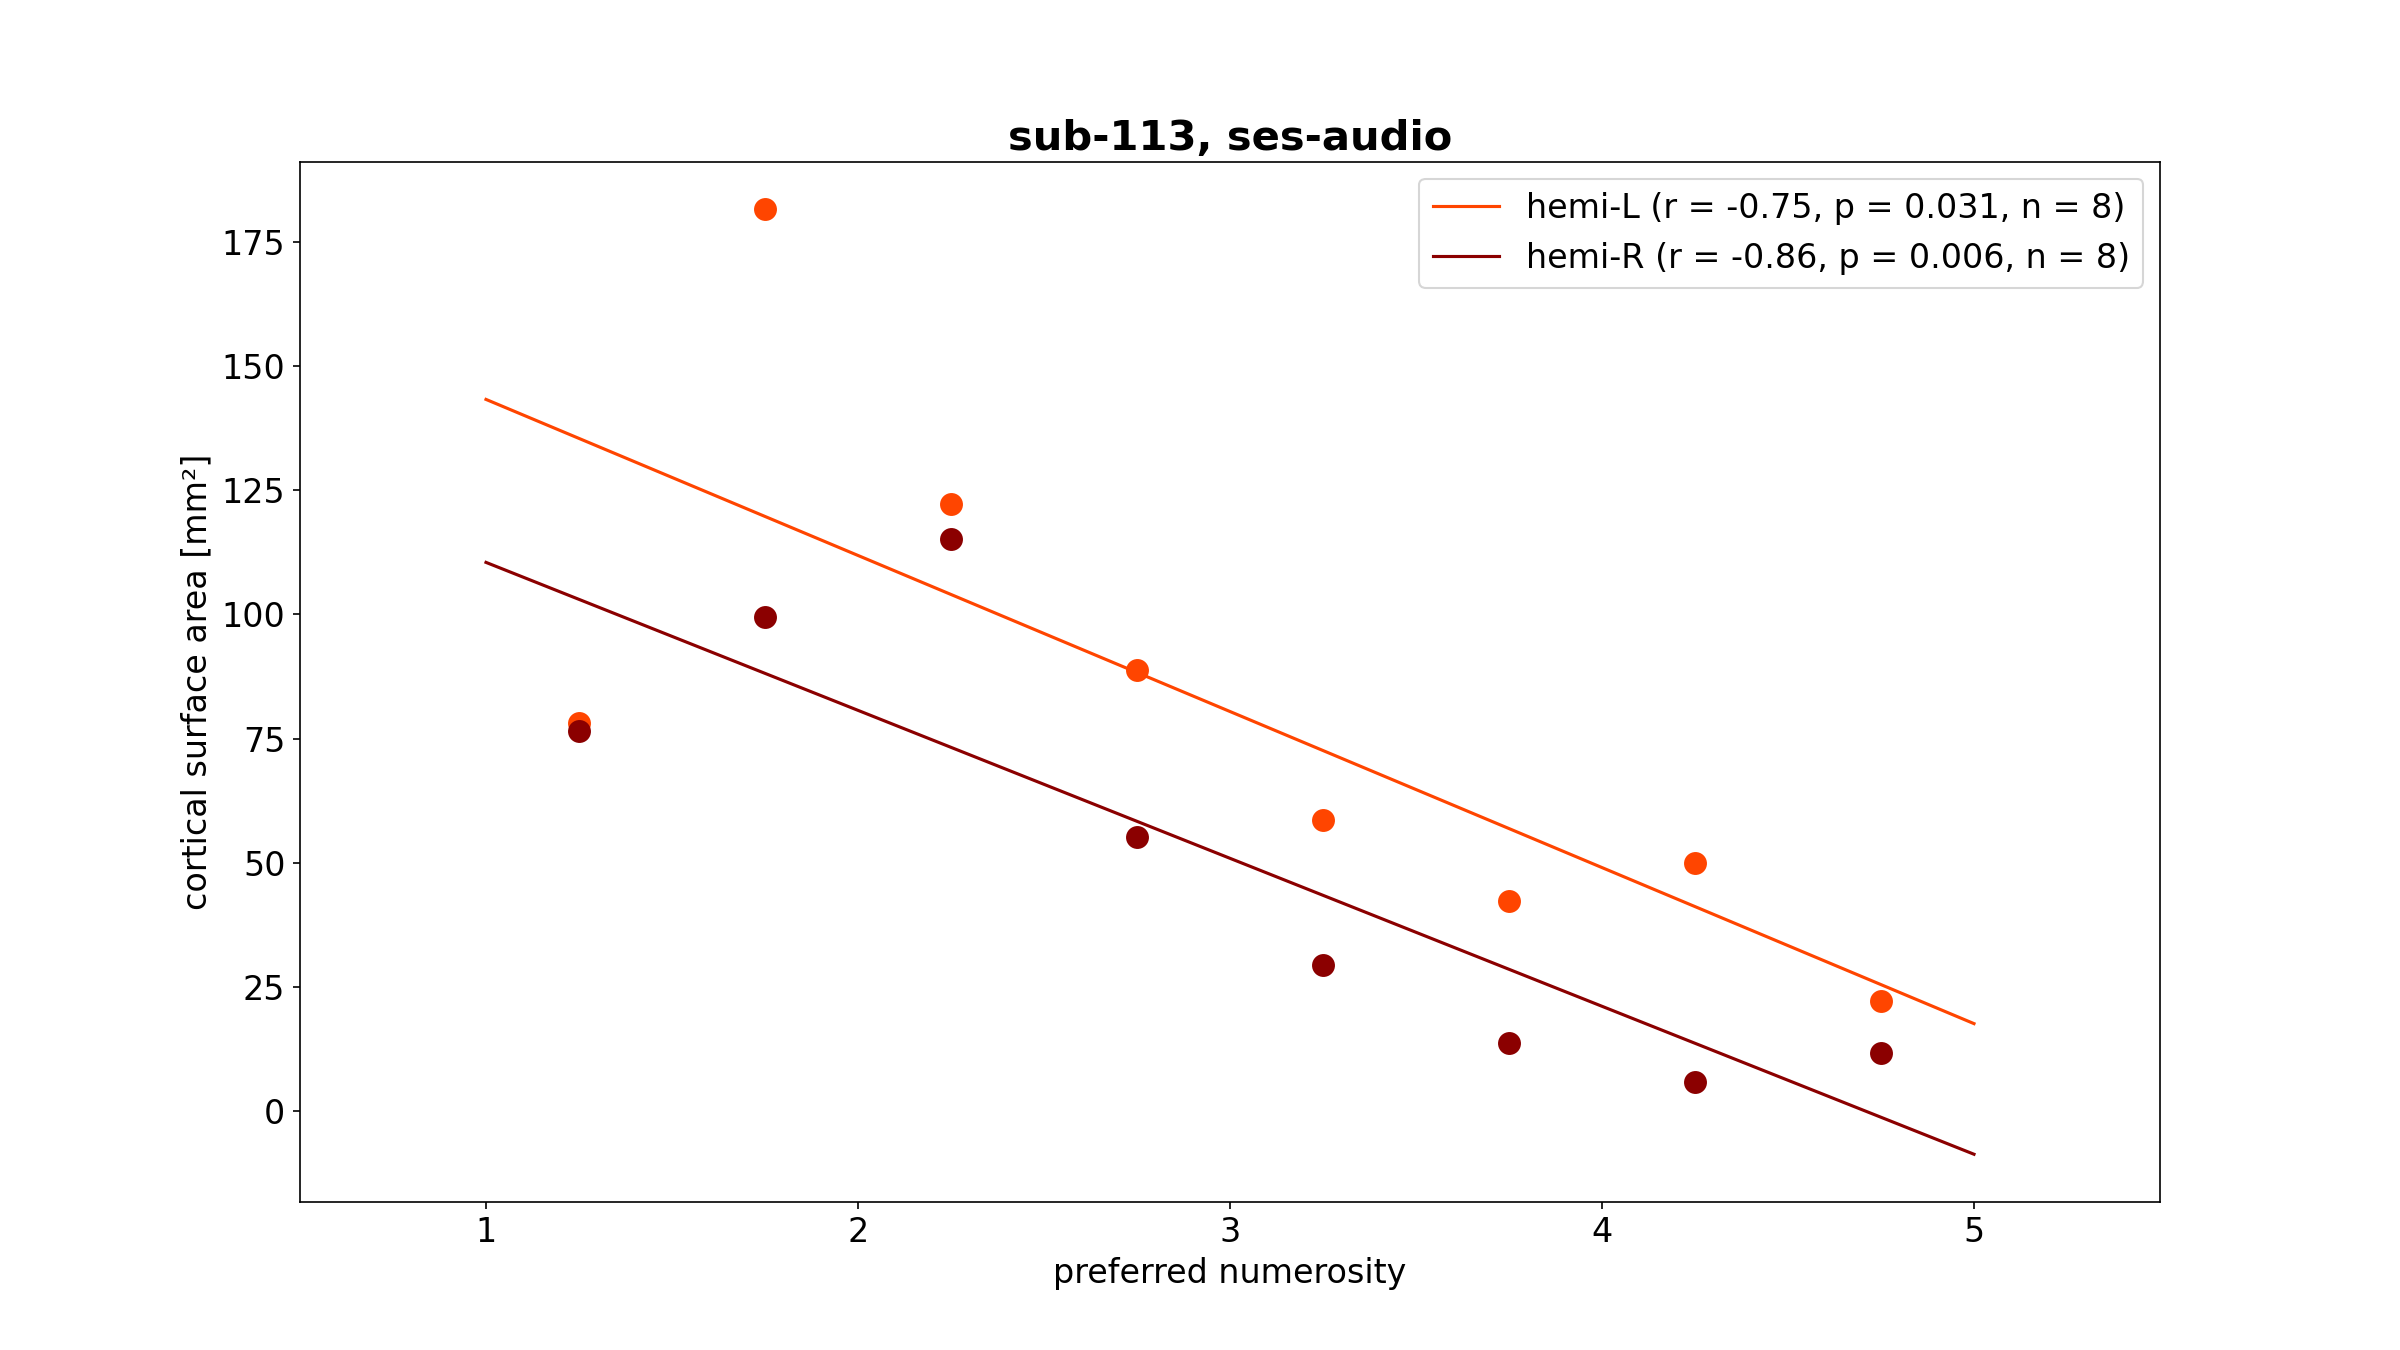 sub-113, ses-audio
hemi-L (r = -0.75, p = 0.031, n = 8)
hemi-R (r = -0.86, p = 0.006, n = 8)
cortical surface area [mm²]
175
150
125
100
75
50
25
0
1 2 3 4 5
preferred numerosity